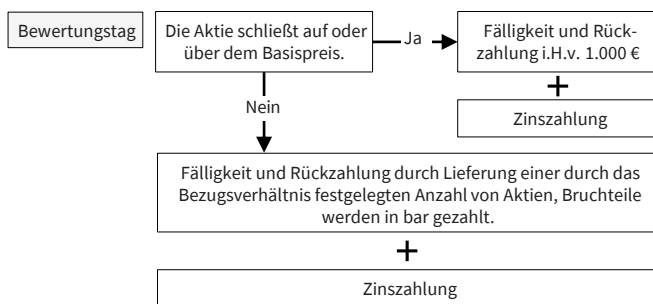 Bewertungstag
Die Aktie schließt auf oder
über dem Basispreis.
Ja
Fälligkeit und Rück-
zahlung i.H.v. 1.000 €
+
Zinszahlung
Nein
Fälligkeit und Rückzahlung durch Lieferung einer durch das
Bezugsverhältnis festgelegten Anzahl von Aktien, Bruchteile
werden in bar gezahlt.
+
Zinszahlung